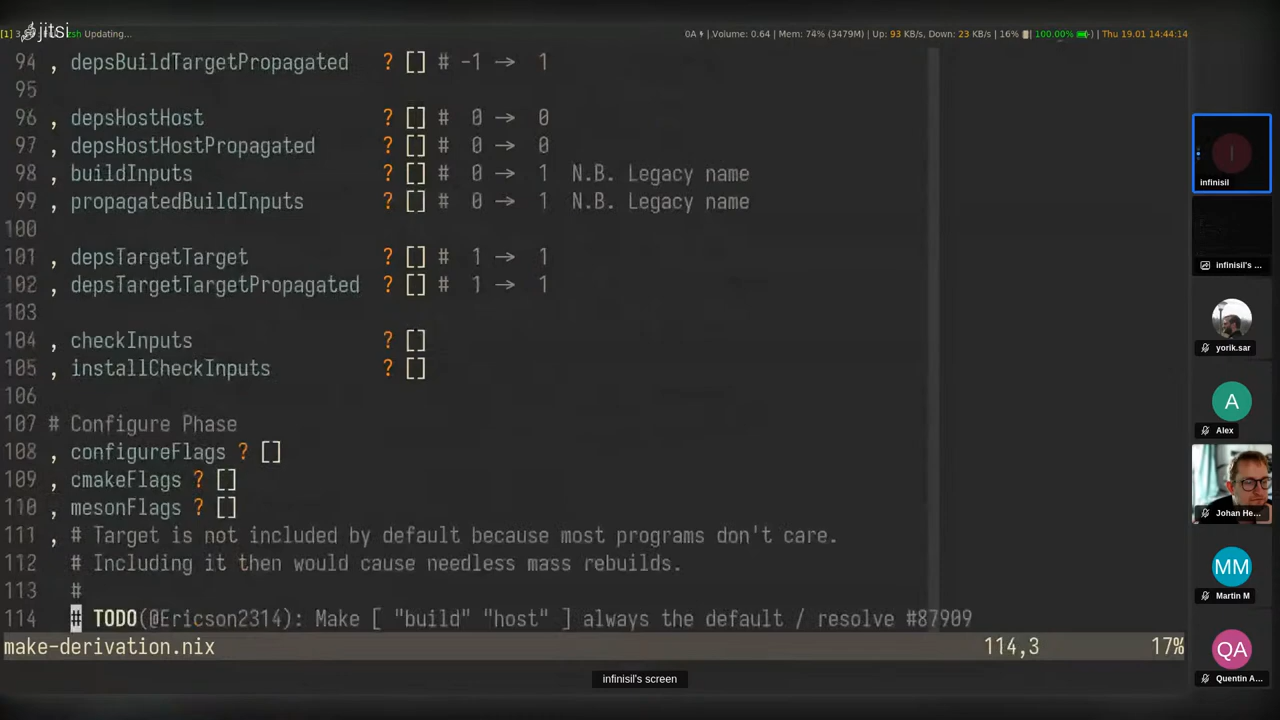 jitsi
[1] 3 zsh Updating... 0A |Volume: 0.64 | Mem: 74% (3479M) | Up: 93 KB/s, Down: 23 KB/s | 16% | 100.00% | Thu 19.01 14:44:14
94 , depsBuildTargetPropagated ? [] # -1 -> 1
95
96 , depsHostHost ? [] # 0 -> 0
97 , depsHostHostPropagated ? [] # 0 -> 0
98 , buildInputs ? [] # 0 -> 1 N.B. Legacy name
99 , propagatedBuildInputs ? [] # 0 -> 1 N.B. Legacy name
100
101 , depsTargetTarget ? [] # 1 -> 1
102 , depsTargetTargetPropagated ? [] # 1 -> 1
103
104 , checkInputs ? []
105 , installCheckInputs ? []
106
107 # Configure Phase
108 , configureFlags ? []
109 , cmakeFlags ? []
110 , mesonFlags ? []
111 , # Target is not included by default because most programs don't care.
112 # Including it then would cause needless mass rebuilds.
113 #
114 # TODO(@Ericson2314): Make [ "build" "host" ] always the default / resolve #87909
make-derivation.nix 114,3 17%
infinisil's screen
I
infinisil
infinisil's ...
yorik.sar
A
Alex
Johan He...
MM
Martin M
QA
Quentin A...